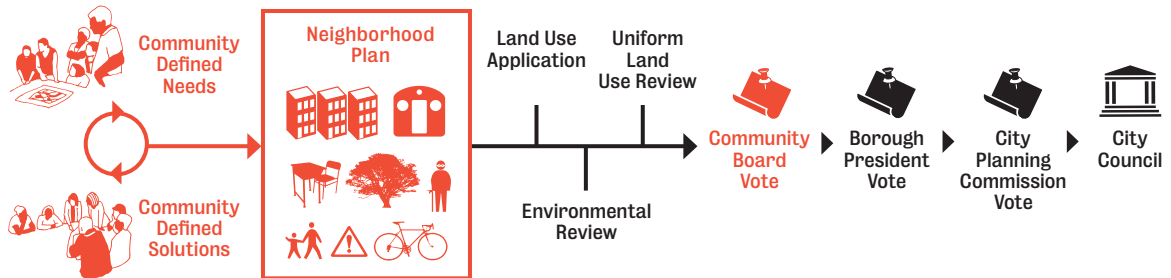 Community
Defined
Needs
Community
Defined
Solutions
Neighborhood
Plan
Land Use
Application
Environmental
Review
Uniform
Land
Use Review
Community
Board
Vote
Borough
President
Vote
City
Planning
Commission
Vote
City
Council